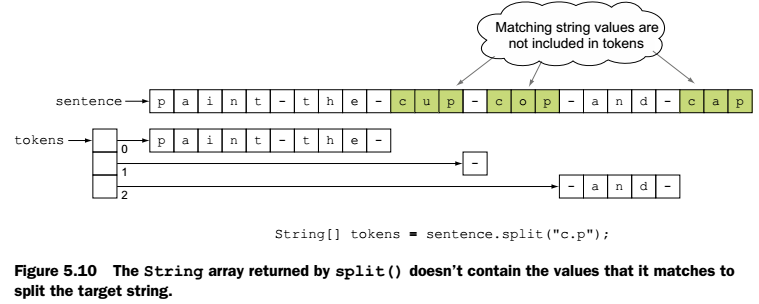 Matching string values are
not included in tokens
sentence p a i n t - t h e - c u p - c o p - a n d - c a p
tokens 0 p a i n t - t h e -
1 -
2 - a n d -
String[] tokens = sentence.split("c.p");
Figure 5.10 The String array returned by split() doesn't contain the values that it matches to
split the target string.